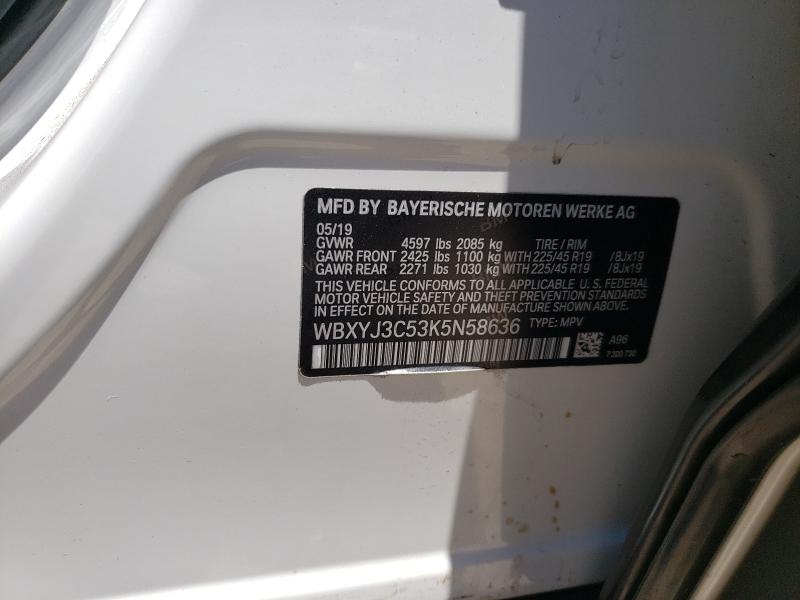 MFD BY BAYERISCHE MOTOREN WERKE AG
05/19
GVWR 4597 lbs 2085 kg TIRE / RIM
GAWR FRONT 2425 lbs 1100 kg WITH 225/45 R19 /8Jx19
GAWR REAR 2271 lbs 1030 kg WITH 225/45 R19 /8Jx19
THIS VEHICLE CONFORMS TO ALL APPLICABLE U. S. FEDERAL
MOTOR VEHICLE SAFETY AND THEFT PREVENTION STANDARDS
IN EFFECT ON THE DATE OF MANUFACTURE SHOWN ABOVE.
WBXYJ3C53K5N58636 TYPE: MPV
A96